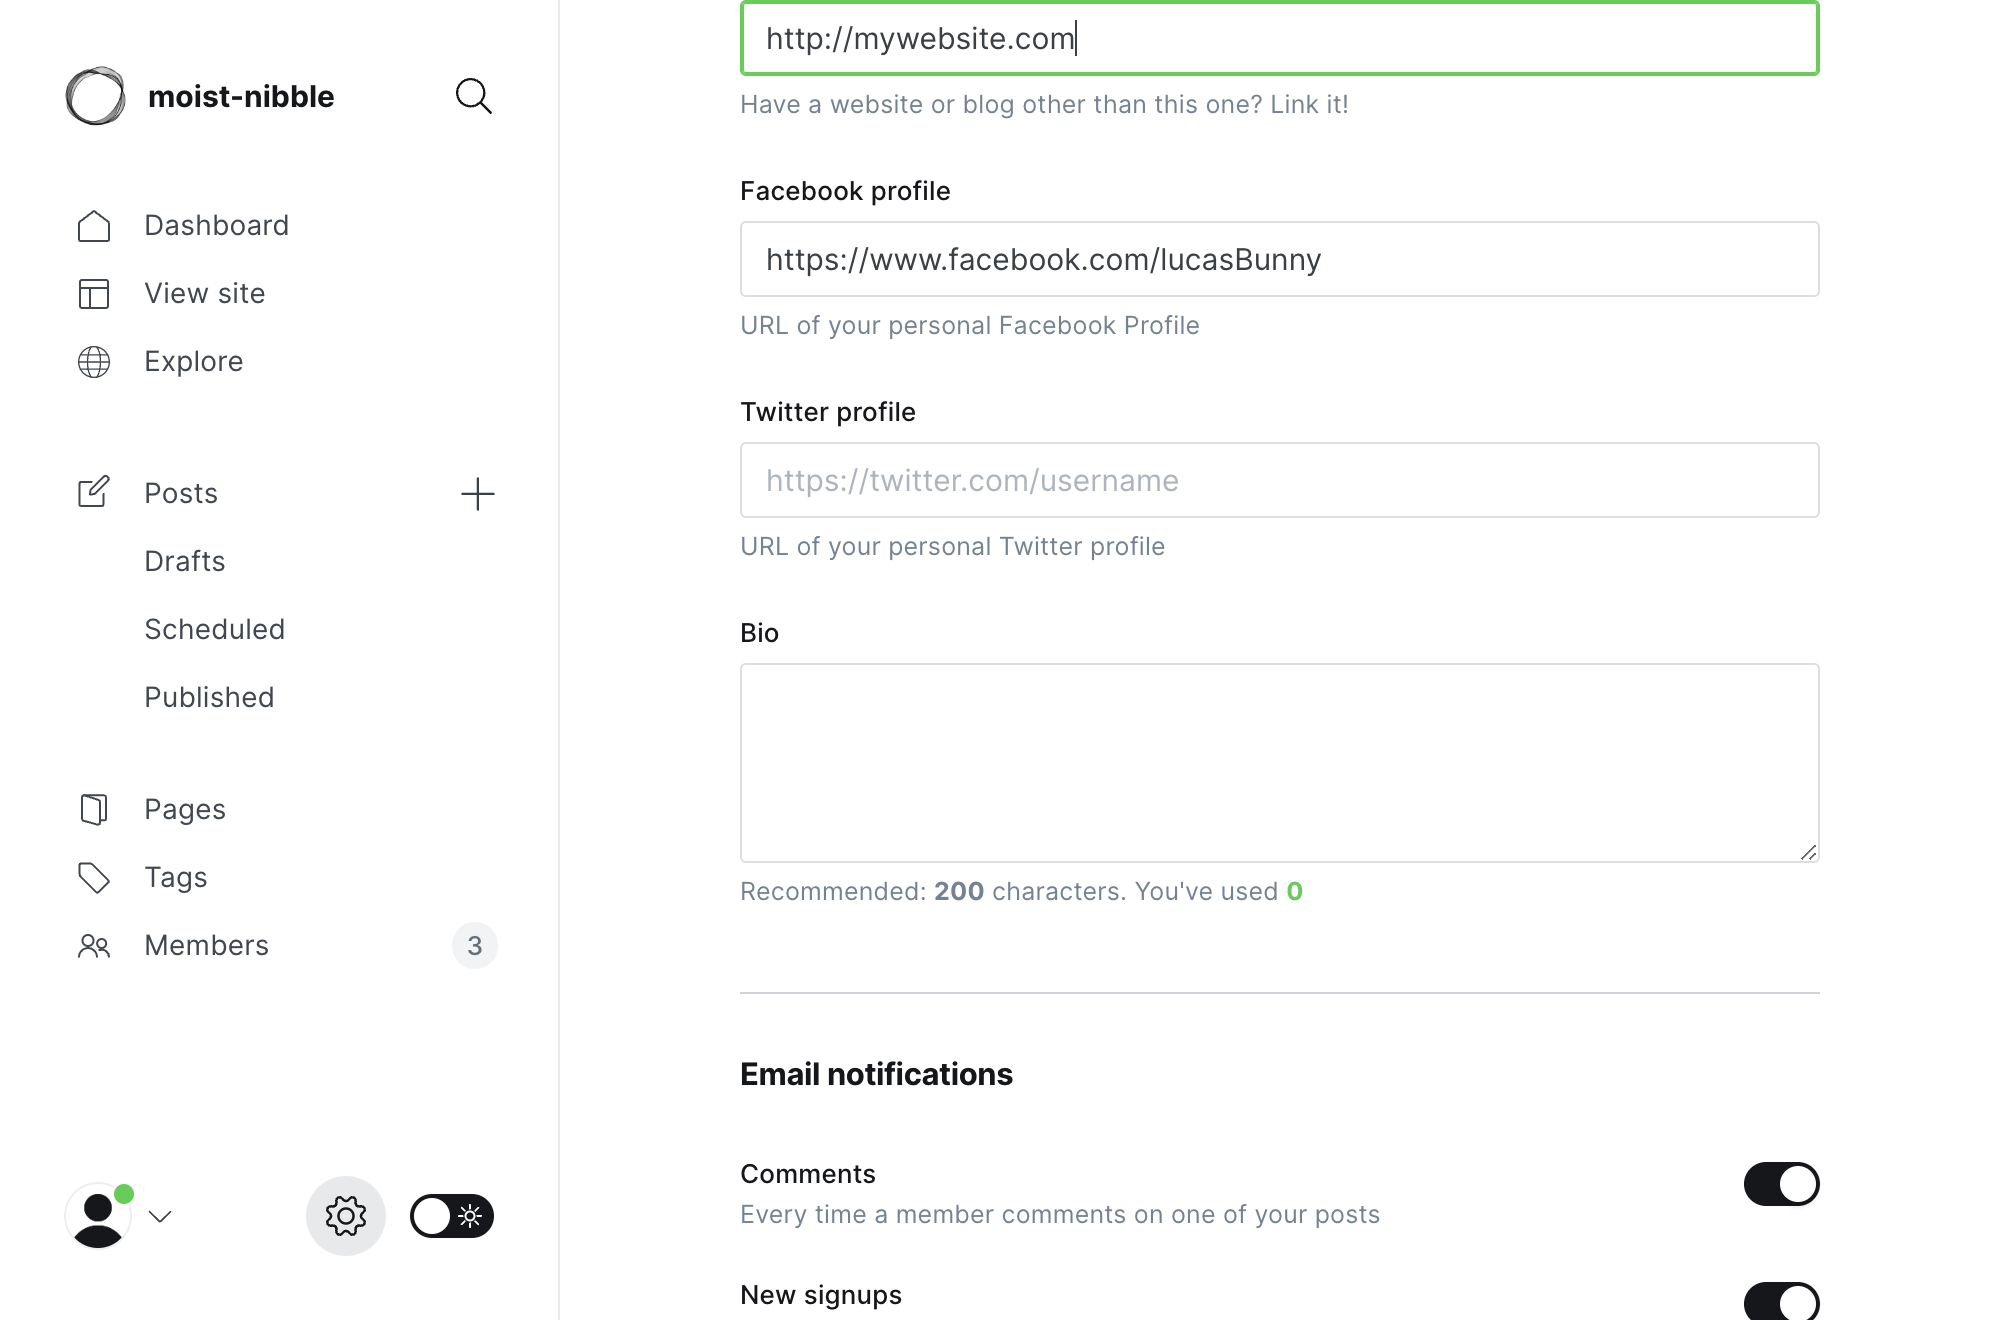 moist-nibble
Dashboard
View site
Explore
Posts
Drafts
Scheduled
Published
Pages
Tags
Members 3
http://mywebsite.com
Have a website or blog other than this one? Link it!
Facebook profile
https://www.facebook.com/lucasBunny
URL of your personal Facebook Profile
Twitter profile
https://twitter.com/username
URL of your personal Twitter profile
Bio
Recommended: 200 characters. You've used 0
Email notifications
Comments
Every time a member comments on one of your posts
New signups